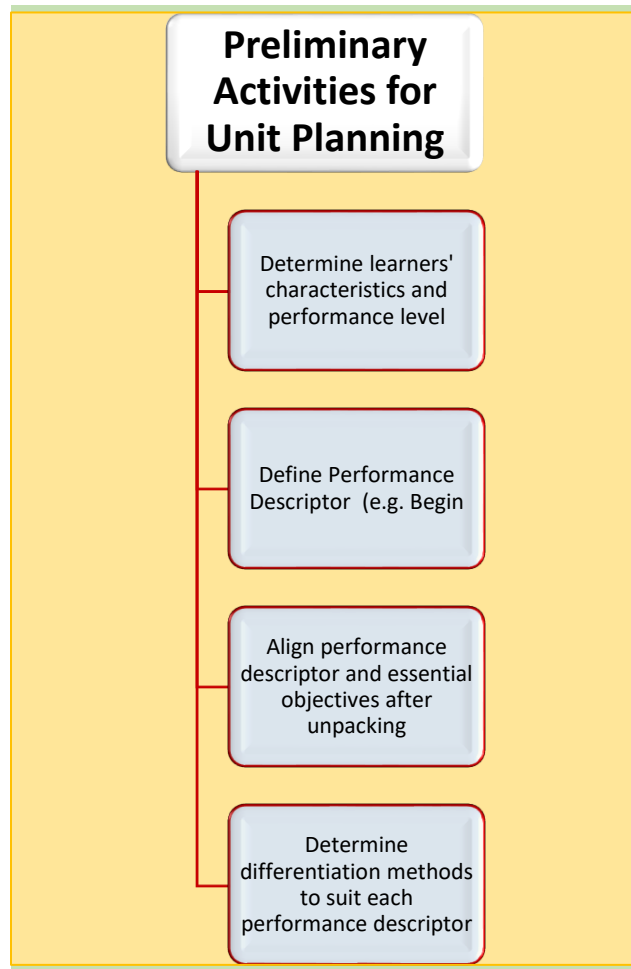 Preliminary
Activities for
Unit Planning
Determine learners'
characteristics and
performance level
Define Performance
Descriptor (e.g. Begin
Align performance
descriptor and essential
objectives after
unpacking
Determine
differentiation methods
to suit each
performance descriptor